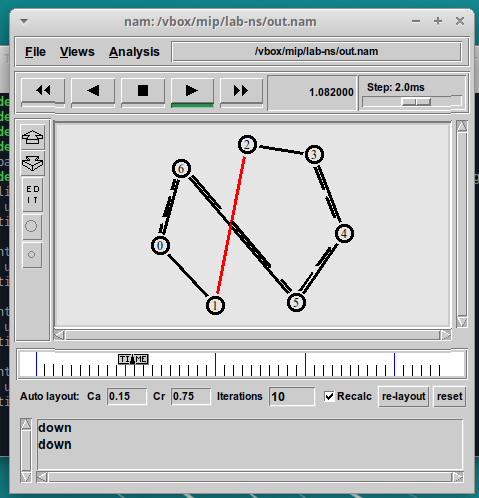 nam: /vbox/mip/lab-ns/out.nam
File Views Analysis /vbox/mip/lab-ns/out.nam
1.082000 Step: 2.0ms
2
3
6
ED
IT
4
0
5
1
TIME
Auto layout: Ca 0.15 Cr 0.75 Iterations 10 Recalc re-layout reset
down
down